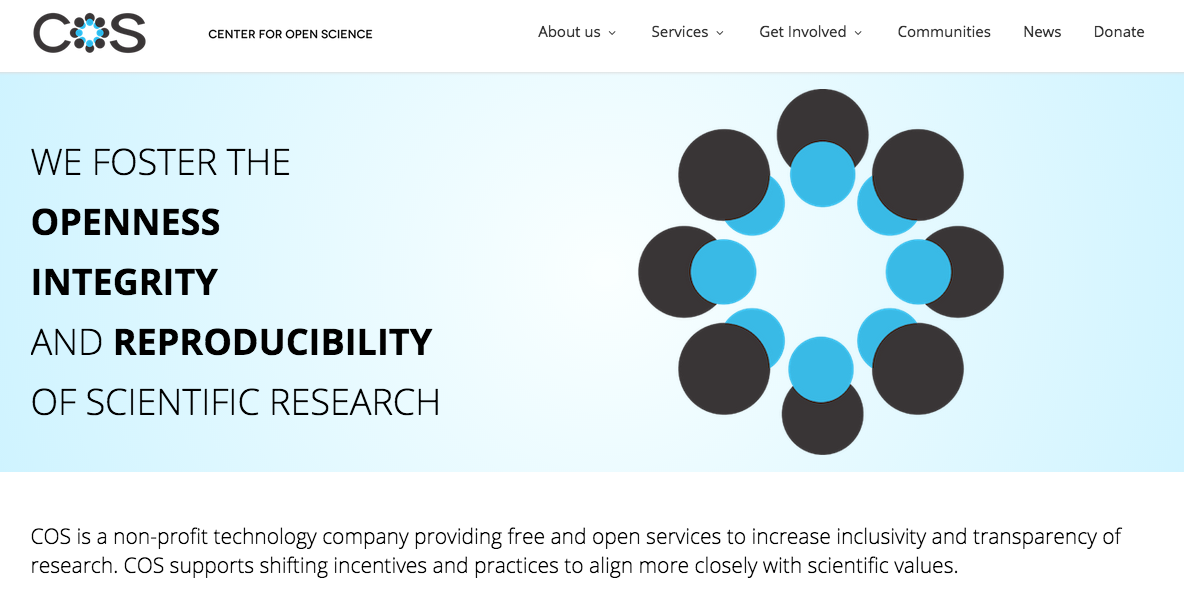 COS
CENTER FOR OPEN SCIENCE
About us
Services
Get Involved
Communities
News
Donate
WE FOSTER THE
OPENNESS
INTEGRITY
AND REPRODUCIBILITY
OF SCIENTIFIC RESEARCH
COS is a non-profit technology company providing free and open services to increase inclusivity and transparency of
research. COS supports shifting incentives and practices to align more closely with scientific values.